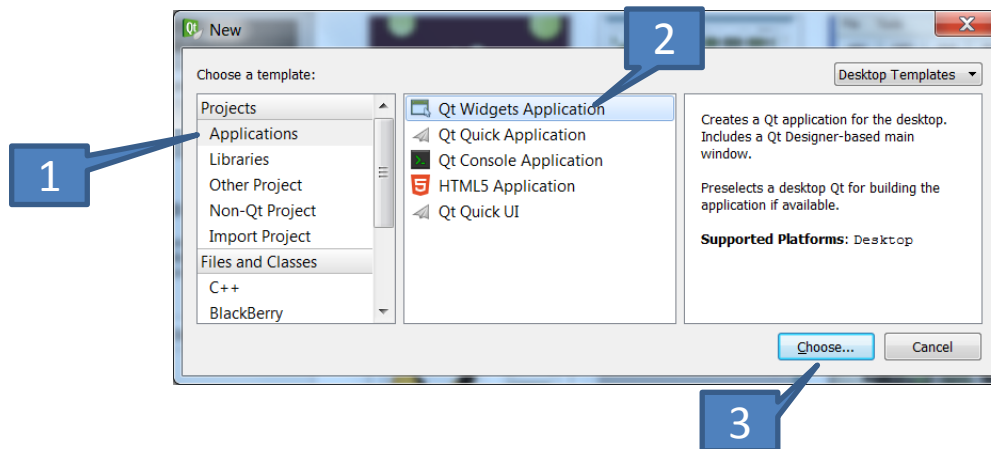 New
2
Choose a template:
Desktop Templates
Projects
Applications
Libraries
Other Project
Non-Qt Project
Import Project
Files and Classes
C++
BlackBerry
Qt Widgets Application
Qt Quick Application
Qt Console Application
HTML5 Application
Qt Quick UI
Creates a Qt application for the desktop.
Includes a Qt Designer-based main
window.
Preselects a desktop Qt for building the
application if available.
Supported Platforms: Desktop
1
Choose...
Cancel
3